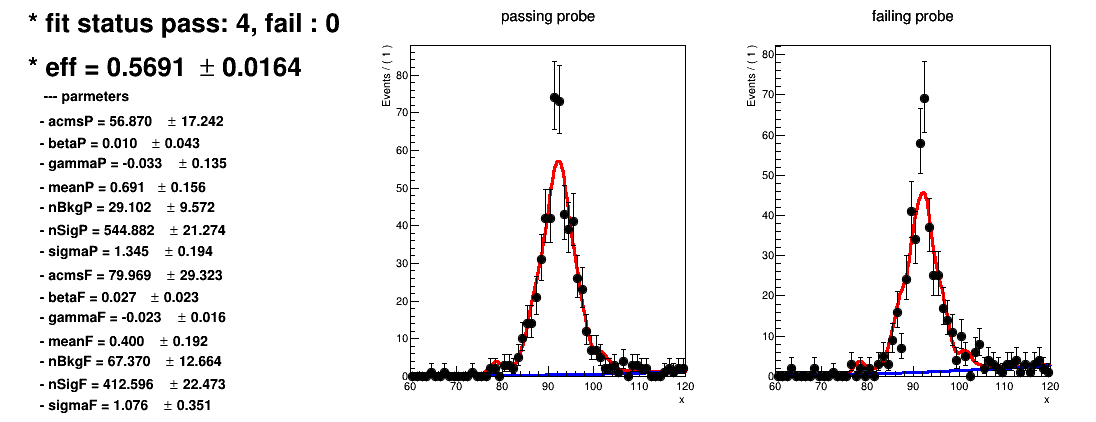 * fit status pass: 4, fail : 0
* eff = 0.5691 ± 0.0164
--- parmeters
- acmsP = 56.870 ± 17.242
- betaP = 0.010 ± 0.043
- gammaP = -0.033 ± 0.135
- meanP = 0.691 ± 0.156
- nBkgP = 29.102 ± 9.572
- nSigP = 544.882 ± 21.274
- sigmaP = 1.345 ± 0.194
- acmsF = 79.969 ± 29.323
- betaF = 0.027 ± 0.023
- gammaF = -0.023 ± 0.016
- meanF = 0.400 ± 0.192
- nBkgF = 67.370 ± 12.664
- nSigF = 412.596 ± 22.473
- sigmaF = 1.076 ± 0.351
passing probe
Events / ( 1 )
80
70
60
50
40
30
20
10
0
60 70 80 90 100 110 120
x
failing probe
Events / ( 1 )
80
70
60
50
40
30
20
10
0
60 70 80 90 100 110 120
x